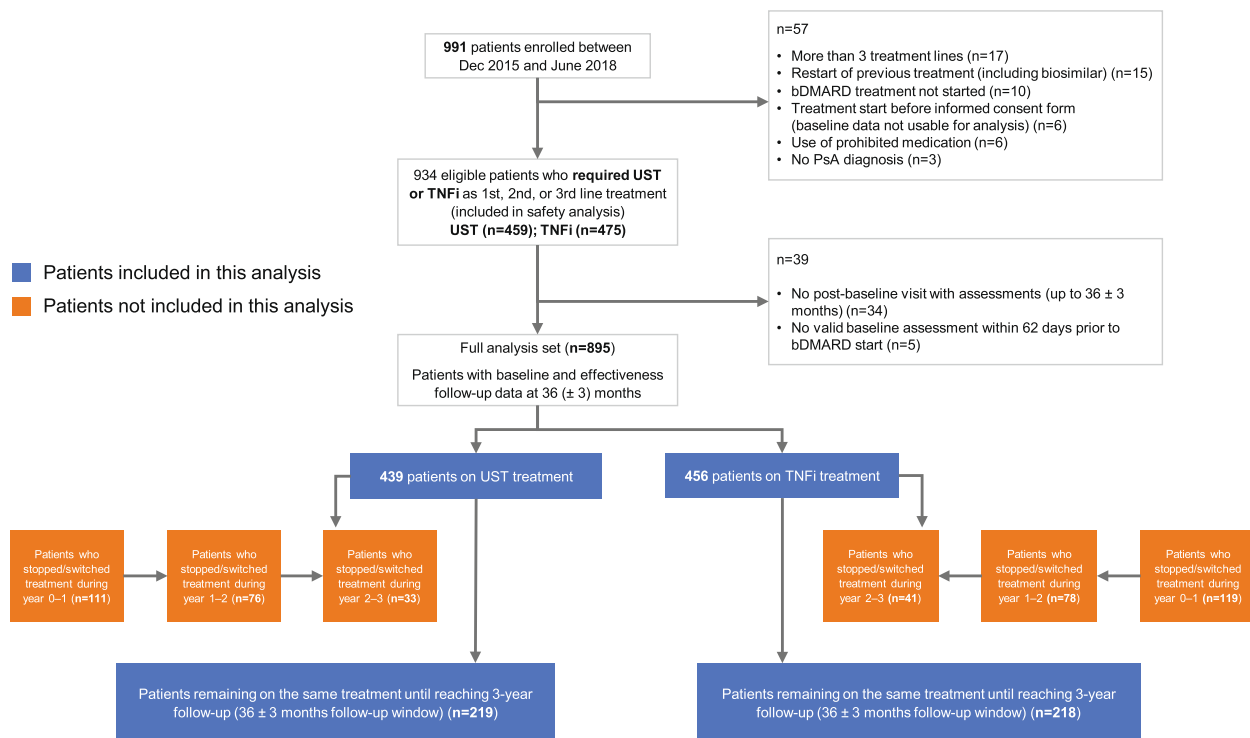 991 patients enrolled between
Dec 2015 and June 2018
n=57
• More than 3 treatment lines (n=17)
• Restart of previous treatment (including biosimilar) (n=15)
• bDMARD treatment not started (n=10)
• Treatment start before informed consent form
(baseline data not usable for analysis) (n=6)
• Use of prohibited medication (n=6)
• No PsA diagnosis (n=3)
934 eligible patients who required UST
or TNFi as 1st, 2nd, or 3rd line treatment
(included in safety analysis)
UST (n=459); TNFi (n=475)
Patients included in this analysis
Patients not included in this analysis
n=39
• No post-baseline visit with assessments (up to 36 ± 3
months) (n=34)
• No valid baseline assessment within 62 days prior to
bDMARD start (n=5)
Full analysis set (n=895)
Patients with baseline and effectiveness
follow-up data at 36 (± 3) months
439 patients on UST treatment
456 patients on TNFi treatment
Patients who
stopped/switched
treatment during
year 0–1 (n=111)
Patients who
stopped/switched
treatment during
year 1–2 (n=76)
Patients who
stopped/switched
treatment during
year 2–3 (n=33)
Patients who
stopped/switched
treatment during
year 2–3 (n=41)
Patients who
stopped/switched
treatment during
year 1–2 (n=78)
Patients who
stopped/switched
treatment during
year 0–1 (n=119)
Patients remaining on the same treatment until reaching 3-year
follow-up (36 ± 3 months follow-up window) (n=219)
Patients remaining on the same treatment until reaching 3-year
follow-up (36 ± 3 months follow-up window) (n=218)